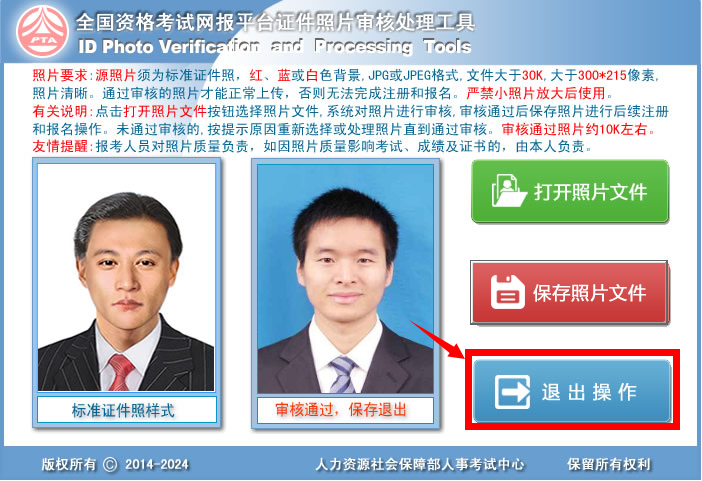 全国资格考试网报平台证件照片审核处理工具
PTA
ID Photo Verification and Processing Tools
照片要求:源照片须为标准证件照，红、蓝或白色背景,JPG或JPEG格式,文件大于30K,大于300*215像素,
照片清晰。通过审核的照片才能正常上传，否则无法完成注册和报名。严禁小照片放大后使用。
有关说明:点击打开照片文件按钮选择照片文件,系统对照片进行审核,审核通过后保存照片进行后续注册
和报名操作。未通过审核的,按提示原因重新选择或处理照片直到通过审核。审核通过照片约10K左右。
友情提醒:报考人员对照片质量负责，如因照片质量影响考试、成绩及证书的，由本人负责。
打开照片文件
保存照片文件
退出操作
标准证件照样式
审核通过，保存退出
版权所有 © 2014-2024 人力资源社会保障部人事考试中心 保留所有权利